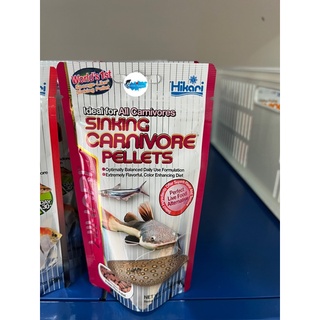 World's 1st
Hikari
Ideal for All Carnivores
SINKING
CARNIVORE
PELLETS
•Optimally Balanced Daily Use Formulation
•Extremely Flavorful, Color Enhancing Diet
Perfect
Live Food
Alternative
NET